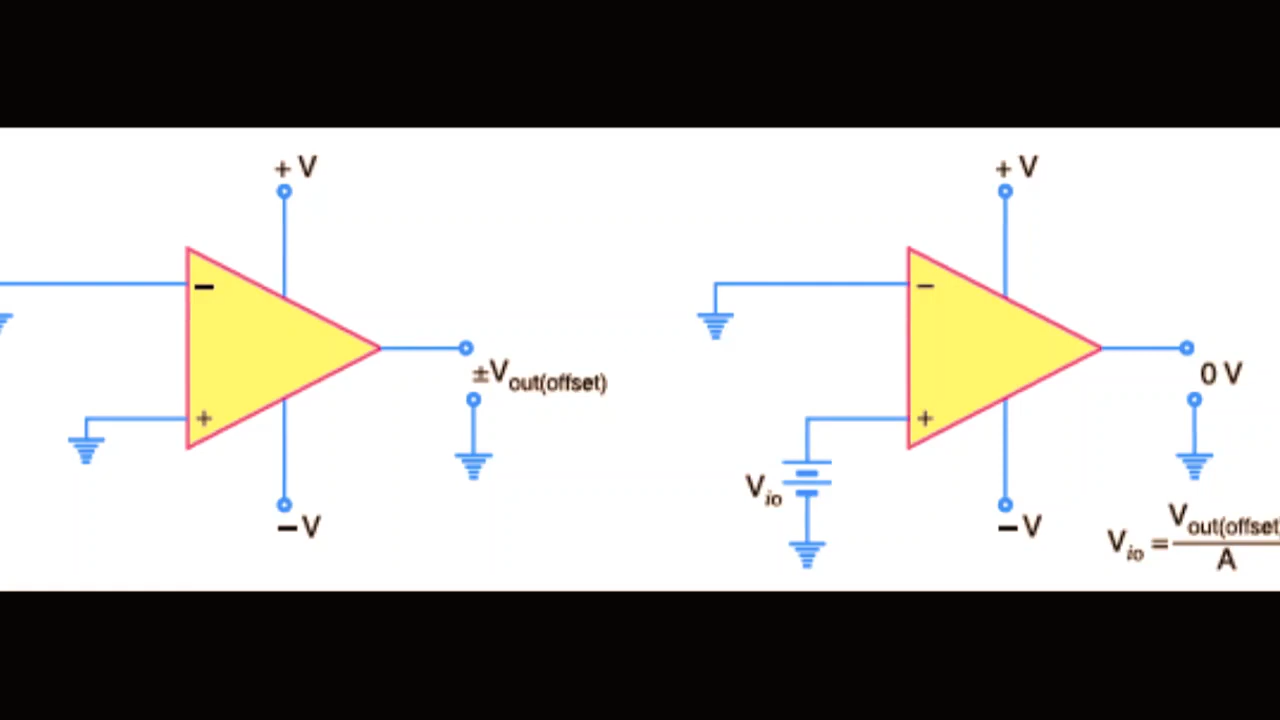 + V
−
+
±Vout(offset)
− V
+ V
−
+
0 V
Vio
− V
Vio = Vout(offset
A